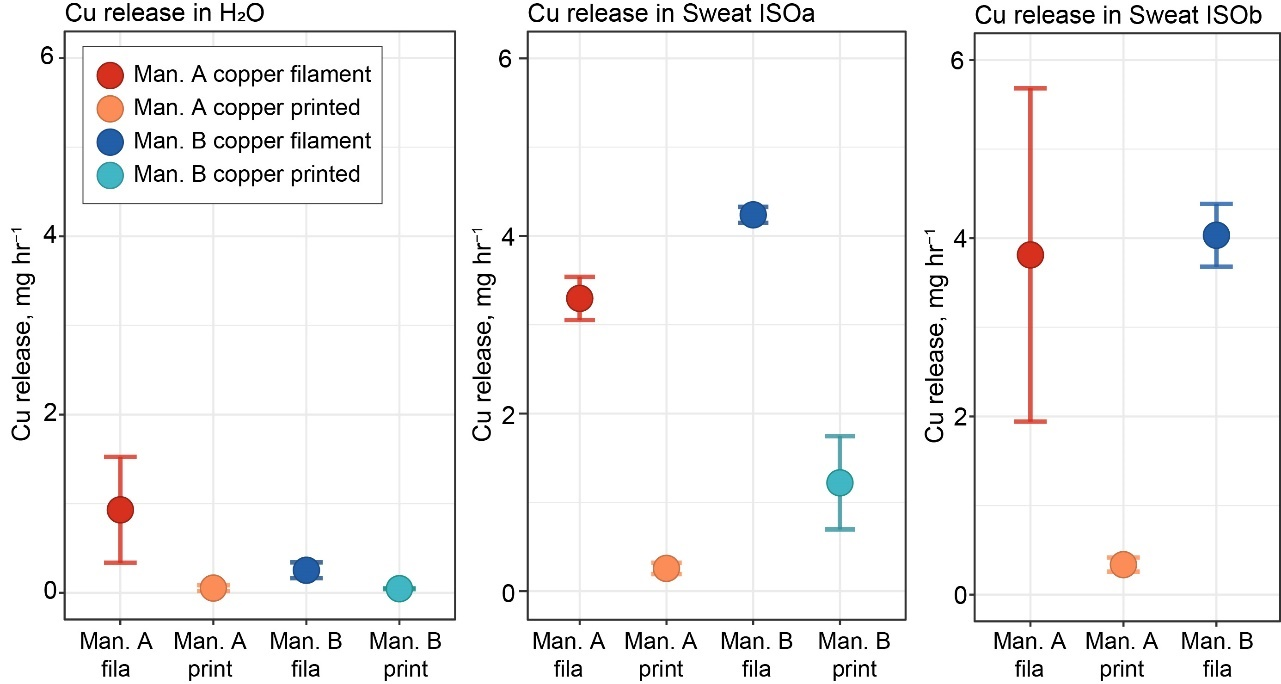 Cu release in H₂O
Cu release, mg hr⁻¹
6
4
2
0
Man. A copper filament
Man. A copper printed
Man. B copper filament
Man. B copper printed
Man. A fila
Man. A print
Man. B fila
Man. B print
Cu release in Sweat ISOa
Cu release, mg hr⁻¹
6
4
2
0
Man. A fila
Man. A print
Man. B fila
Man. B print
Cu release in Sweat ISOb
Cu release, mg hr⁻¹
6
4
2
0
Man. A fila
Man. A print
Man. B fila